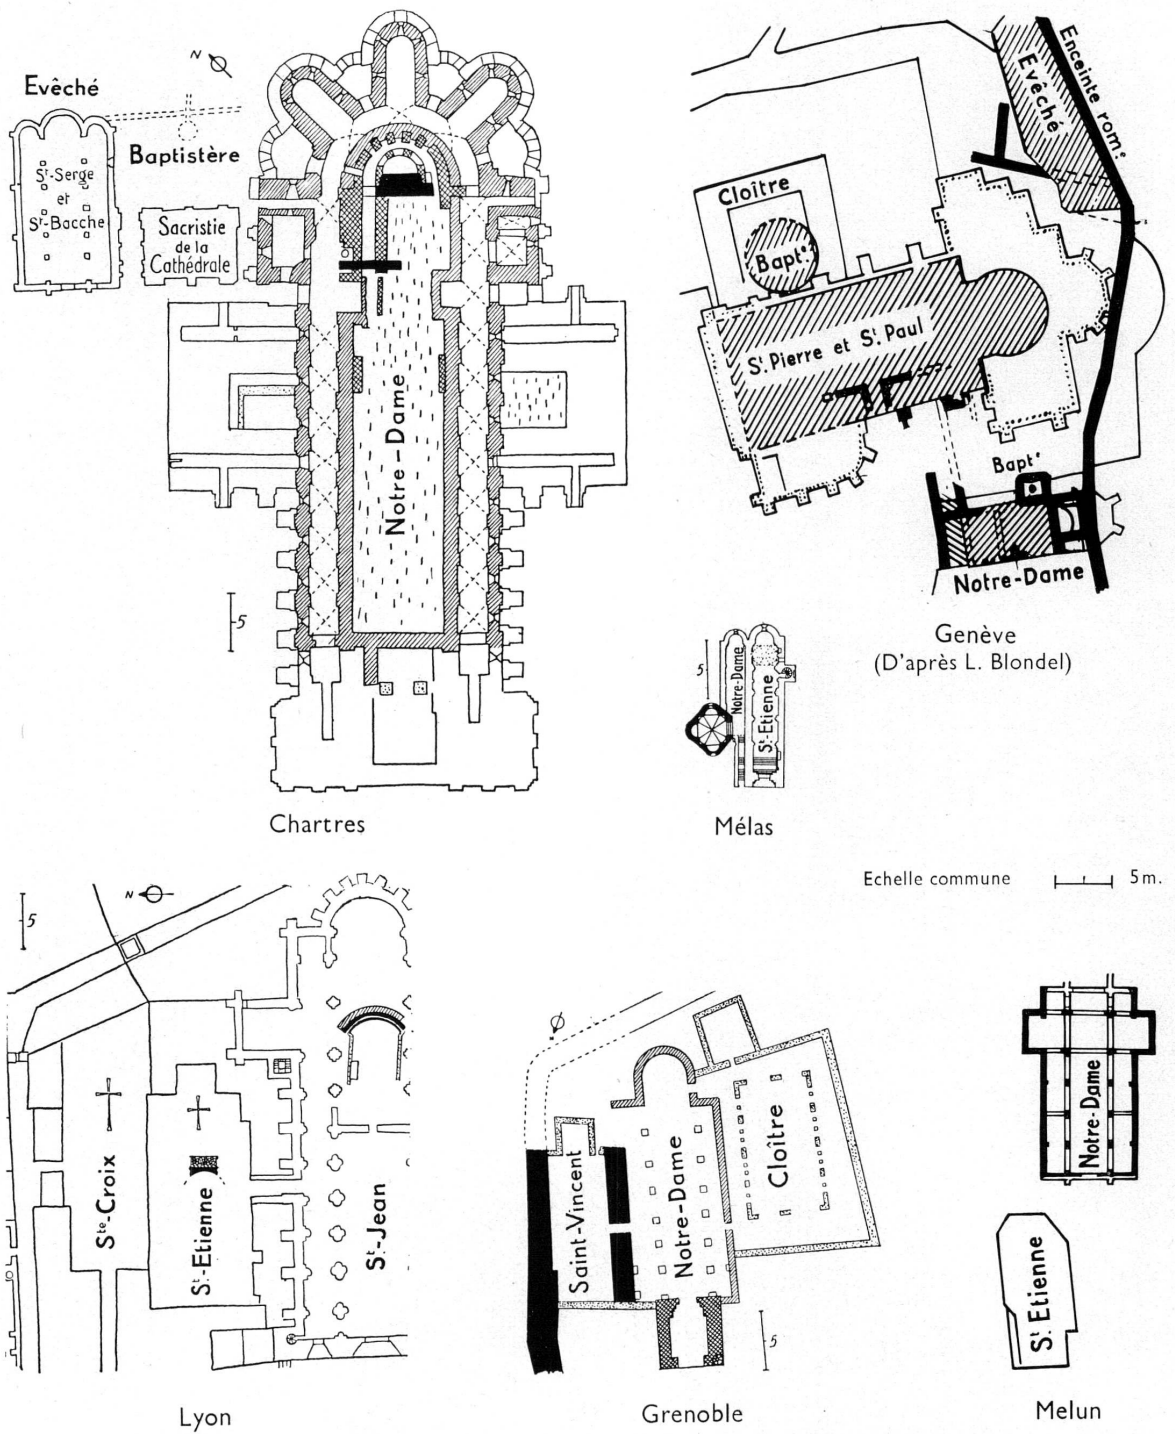 N
Evêché
Baptistère
St-Serge
et
St-Bacche
Sacristie
de la
Cathédrale
Notre-Dame
5
Chartres
Enceinte rome
Evêché
Cloître
Bapte
St Pierre et St Paul
Bapte
Notre-Dame
Genève
(D'après L. Blondel)
5
Notre-Dame
St-Etienne
Mélas
Echelle commune 5 m.
5
N
Ste-Croix
St-Etienne
St-Jean
Lyon
Saint-Vincent
Notre-Dame
Cloître
5
Grenoble
Notre-Dame
St Etienne
Melun